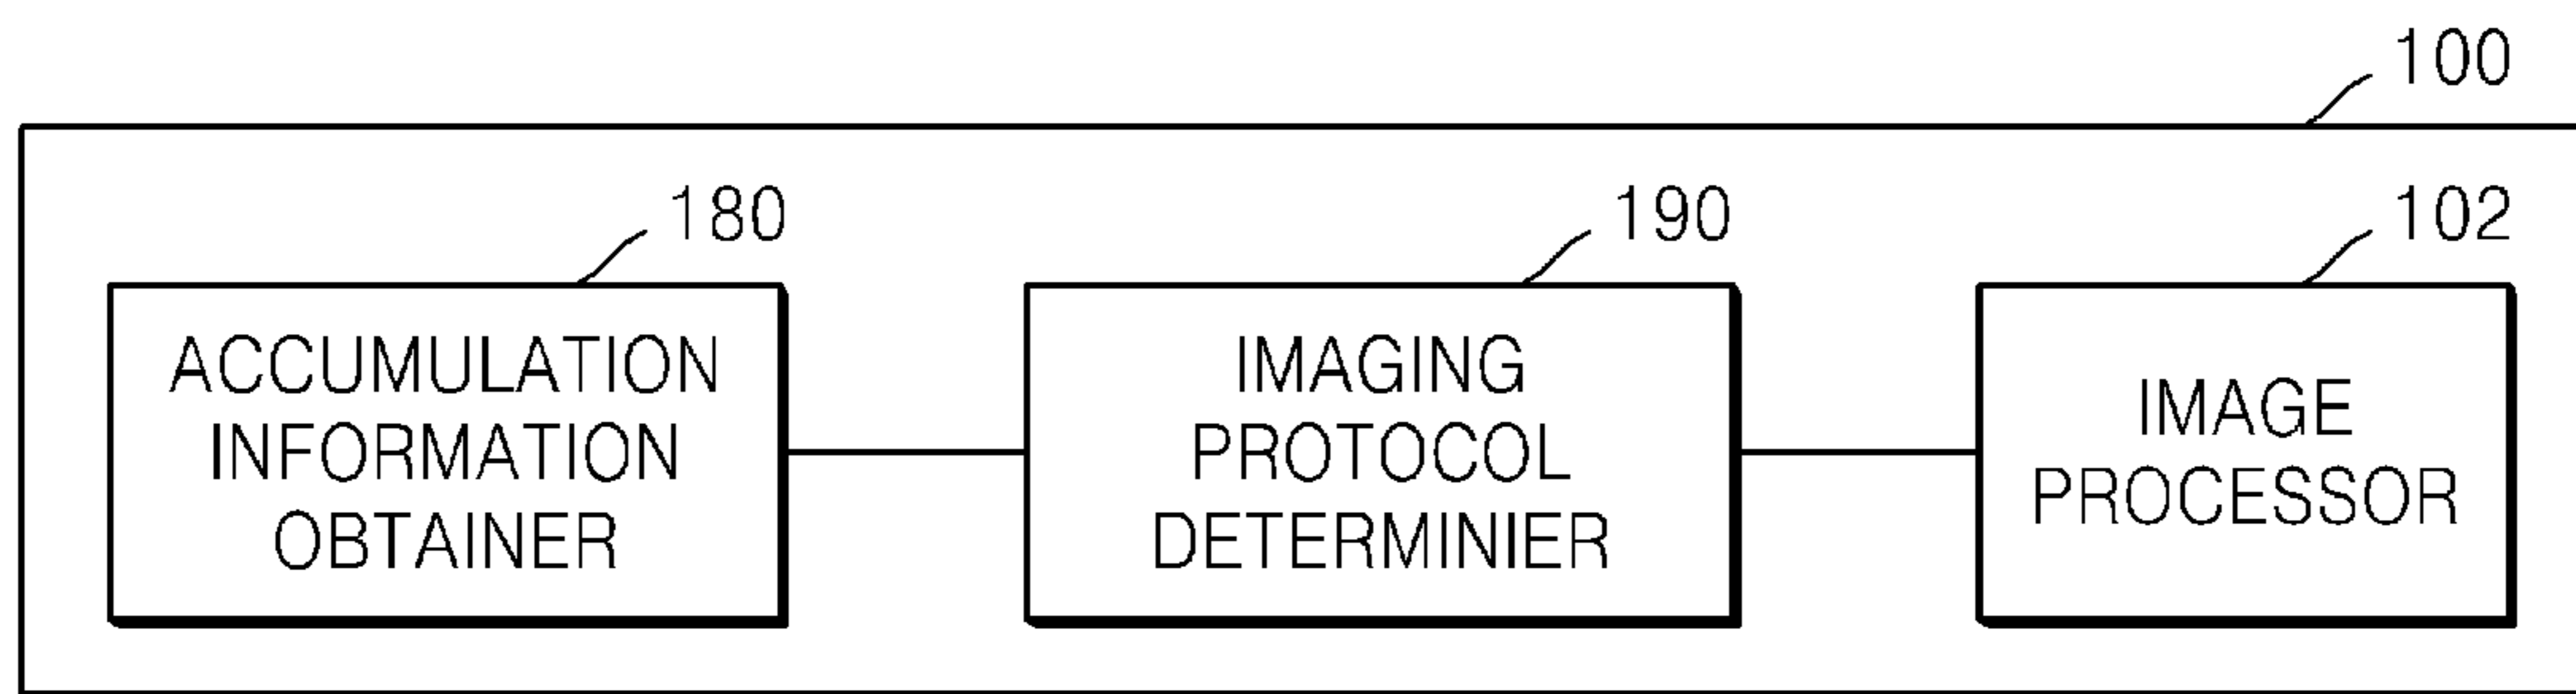 100
180
190
102
ACCUMULATION
INFORMATION
OBTAINER
IMAGING
PROTOCOL
DETERMINIER
IMAGE
PROCESSOR